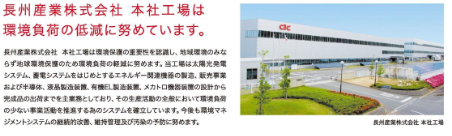 長州産業株式会社 本社工場は
環境負荷の低減に努めています。
長州産業株式会社 本社工場は環境保護の重要性を認識し、地域環境のみな
らず地球環境保護のため環境負荷の軽減に努めます。当工場は太陽光発電
システム、蓄電システムをはじめとするエネルギー関連機器の製造、販売事業
および半導体、液晶製造装置、有機EL製造装置、メカトロ機器装置の設計から
完成品の出荷までを主業務としており、その生産活動の全般において環境負荷
の少ない事業活動を推進する為のシステムを確立しています。今後も環境マネ
ジメントシステムの継続的改善、維持管理及び汚染の予防に努めます。
CIC
長州産業株式会社 本社工場